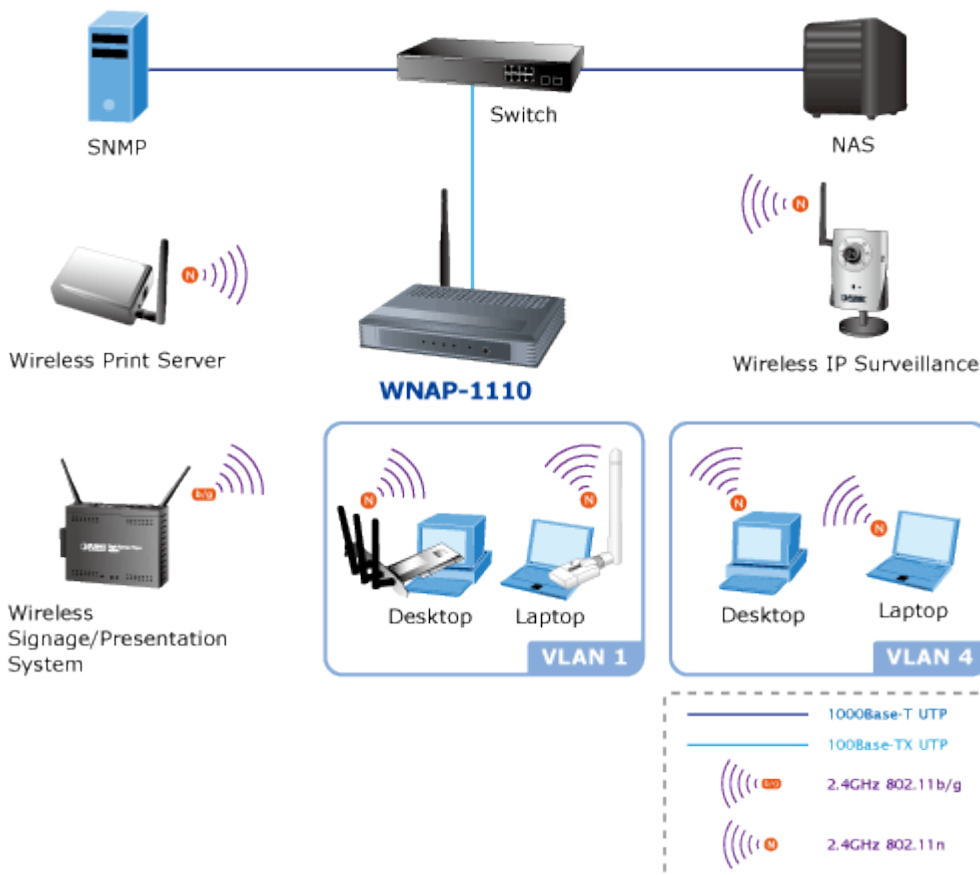 Switch
SNMP
NAS
N
N
Wireless Print Server
WNAP-1110
Wireless IP Surveillance
b/g
Wireless
Signage/Presentation
System
N
N
Desktop
Laptop
VLAN 1
N
N
Desktop
Laptop
VLAN 4
1000Base-T UTP
100Base-TX UTP
b/g
2.4GHz 802.11b/g
N
2.4GHz 802.11n